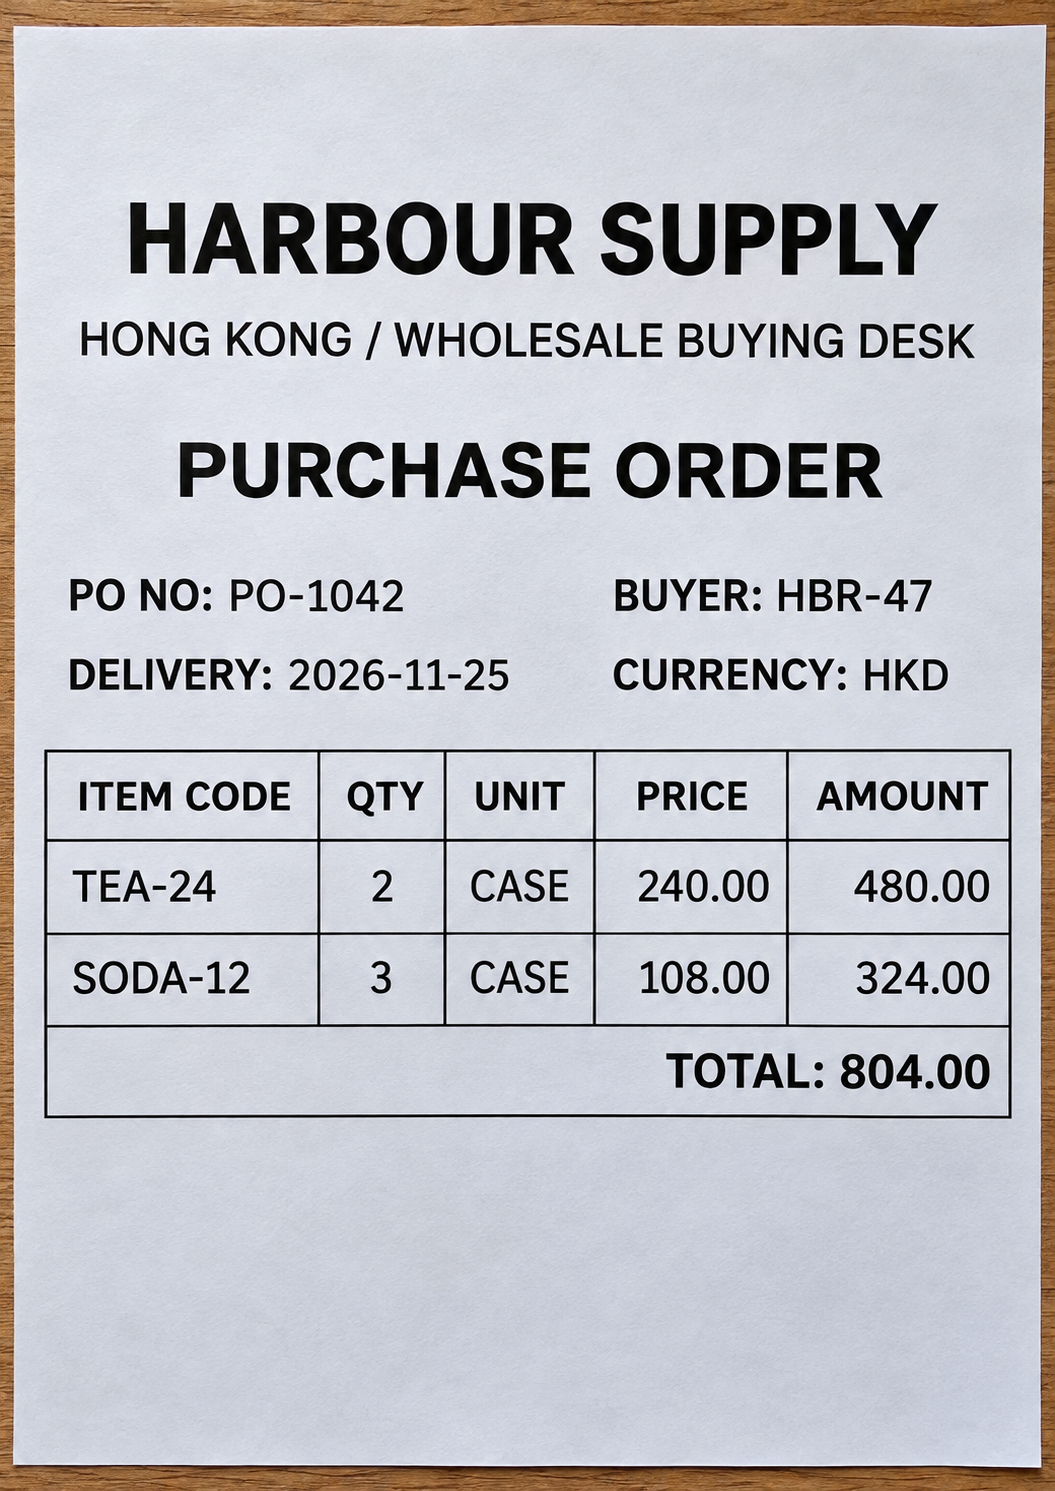 HARBOUR SUPPLY
HONG KONG / WHOLESALE BUYING DESK
PURCHASE ORDER
PO NO: PO-1042 BUYER: HBR-47
DELIVERY: 2026-11-25 CURRENCY: HKD
ITEM CODE QTY UNIT PRICE AMOUNT
TEA-24 2 CASE 240.00 480.00
SODA-12 3 CASE 108.00 324.00
TOTAL: 804.00